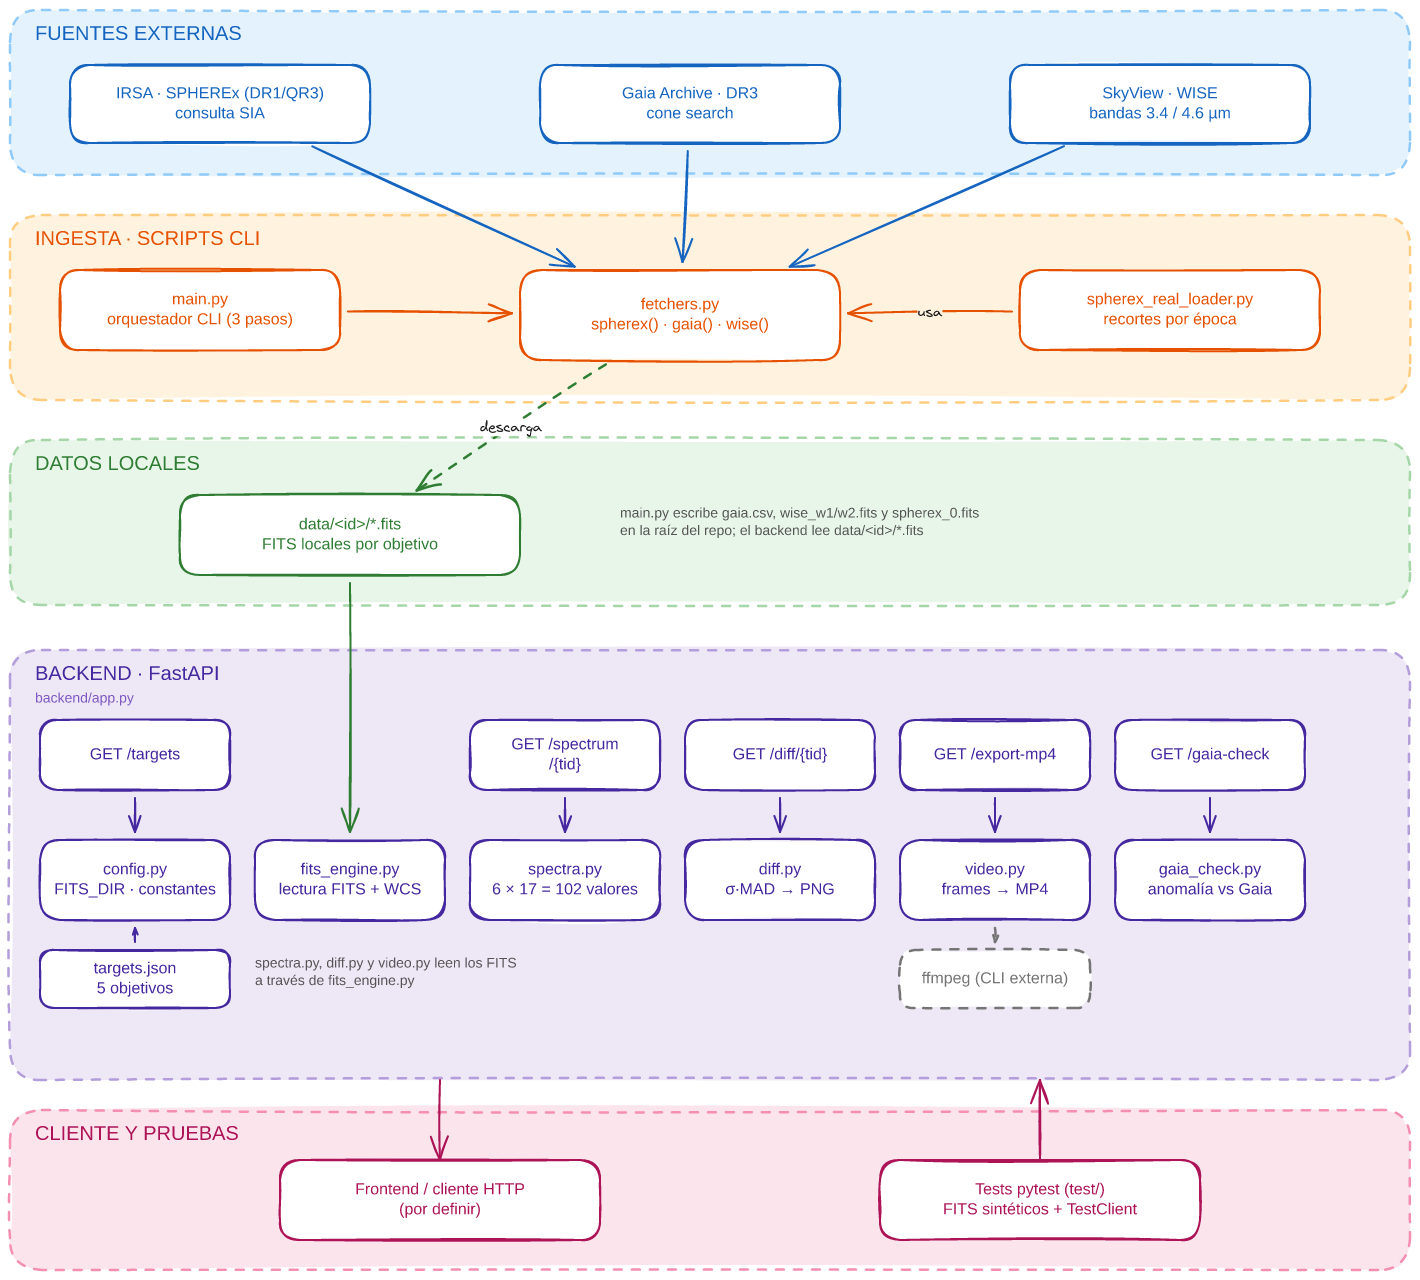 FUENTES EXTERNAS
IRSA · SPHEREx (DR1/QR3)
consulta SIA
Gaia Archive · DR3
cone search
SkyView · WISE
bandas 3.4 / 4.6 µm
INGESTA · SCRIPTS CLI
main.py
orquestador CLI (3 pasos)
fetchers.py
spherex() · gaia() · wise()
usa
spherex_real_loader.py
recortes por época
descarga
DATOS LOCALES
data/<id>/*.fits
FITS locales por objetivo
main.py escribe gaia.csv, wise_w1/w2.fits y spherex_0.fits
en la raíz del repo; el backend lee data/<id>/*.fits
BACKEND · FastAPI
backend/app.py
GET /targets
GET /spectrum
/{tid}
GET /diff/{tid}
GET /export-mp4
GET /gaia-check
config.py
FITS_DIR · constantes
fits_engine.py
lectura FITS + WCS
spectra.py
6 × 17 = 102 valores
diff.py
σ·MAD → PNG
video.py
frames → MP4
gaia_check.py
anomalía vs Gaia
targets.json
5 objetivos
spectra.py, diff.py y video.py leen los FITS
a través de fits_engine.py
ffmpeg (CLI externa)
CLIENTE Y PRUEBAS
Frontend / cliente HTTP
(por definir)
Tests pytest (test/)
FITS sintéticos + TestClient